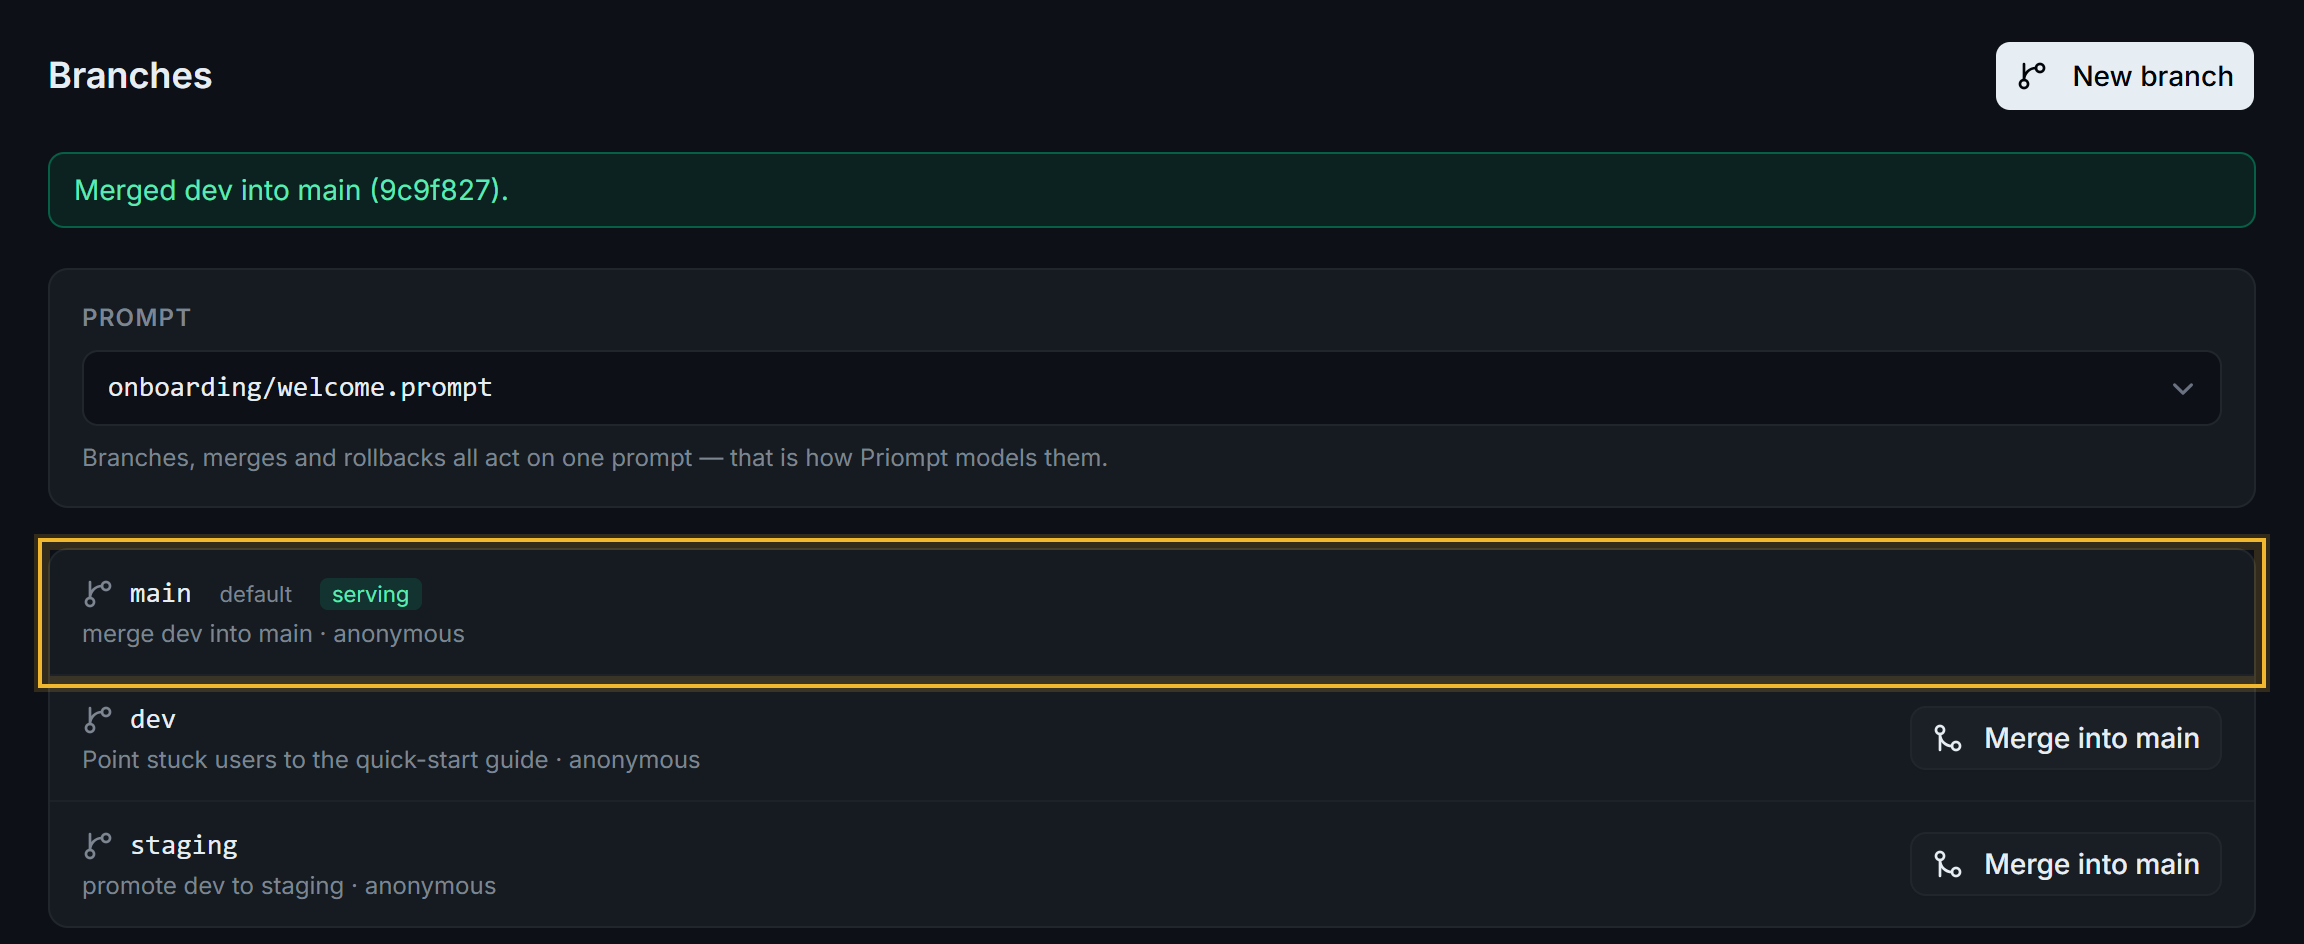 Branches
New branch
Merged dev into main (9c9f827).
PROMPT
onboarding/welcome.prompt
Branches, merges and rollbacks all act on one prompt — that is how Priompt models them.
main default serving
merge dev into main · anonymous
dev
Point stuck users to the quick-start guide · anonymous
Merge into main
staging
promote dev to staging · anonymous
Merge into main